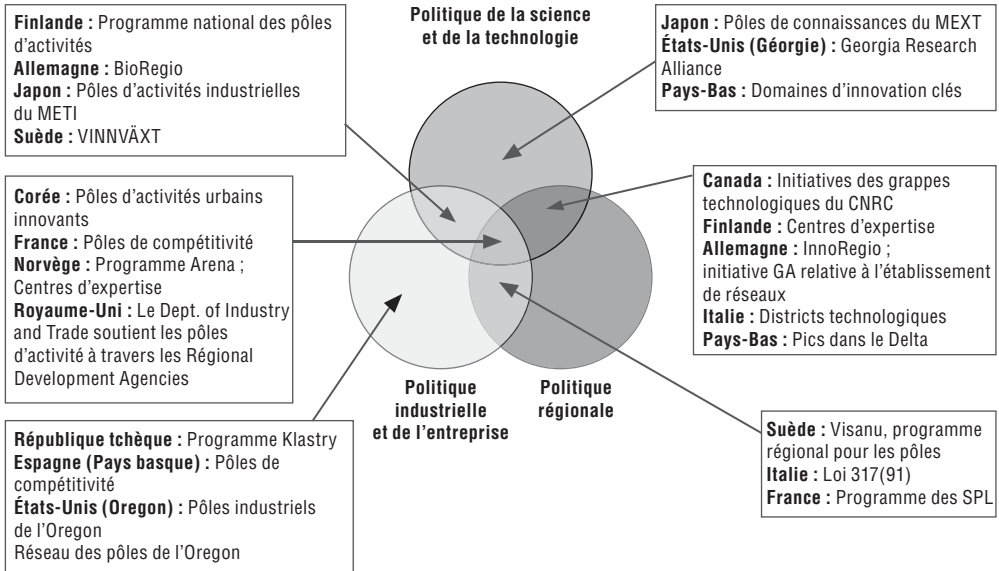 Finlande : Programme national des pôles
d'activités
Allemagne : BioRegio
Japon : Pôles d'activités industrielles
du METI
Suède : VINNVÄXT
Politique de la science
et de la technologie
Japon : Pôles de connaissances du MEXT
États-Unis (Géorgie) : Georgia Research
Alliance
Pays-Bas : Domaines d'innovation clés
Corée : Pôles d'activités urbains
innovants
France : Pôles de compétitivité
Norvège : Programme Arena ;
Centres d'expertise
Royaume-Uni : Le Dept. of Industry
and Trade soutient les pôles
d'activité à travers les Régional
Development Agencies
Canada : Initiatives des grappes
technologiques du CNRC
Finlande : Centres d'expertise
Allemagne : InnoRegio ;
initiative GA relative à l'établissement
de réseaux
Italie : Districts technologiques
Pays-Bas : Pics dans le Delta
Politique
industrielle
et de l'entreprise
Politique
régionale
République tchèque : Programme Klastry
Espagne (Pays basque) : Pôles de
compétitivité
États-Unis (Oregon) : Pôles industriels
de l'Oregon
Réseau des pôles de l'Oregon
Suède : Visanu, programme
régional pour les pôles
Italie : Loi 317(91)
France : Programme des SPL